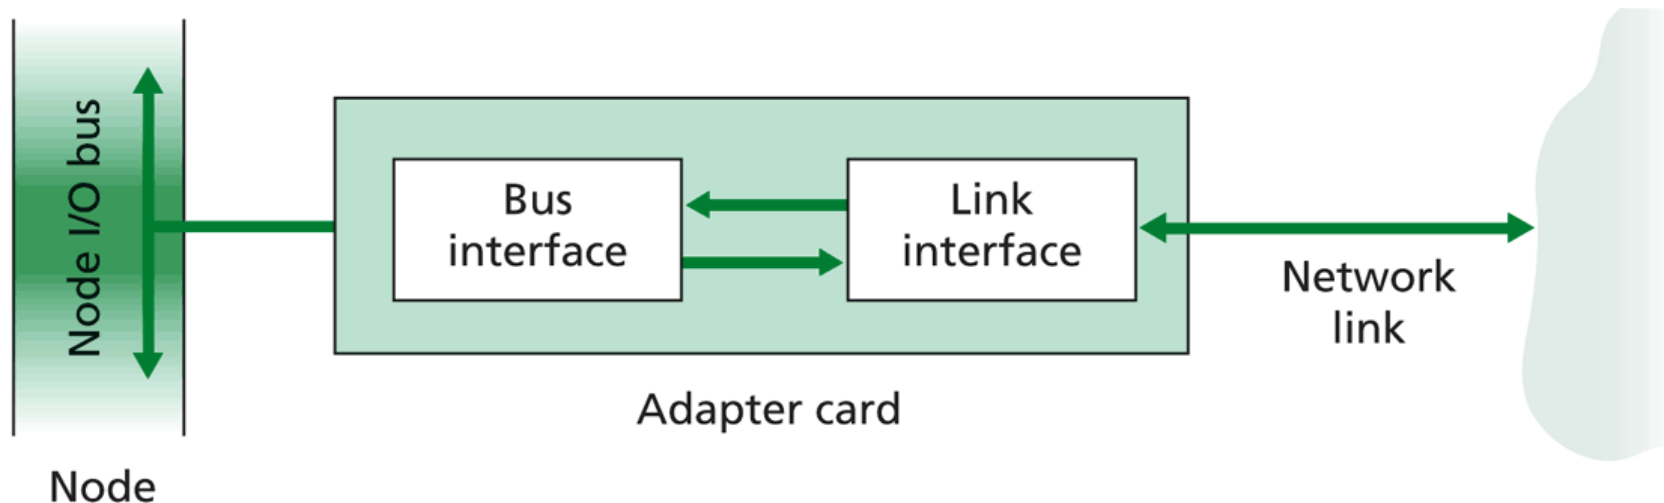 Node I/O bus
Bus
interface
Link
interface
Network
link
Adapter card
Node